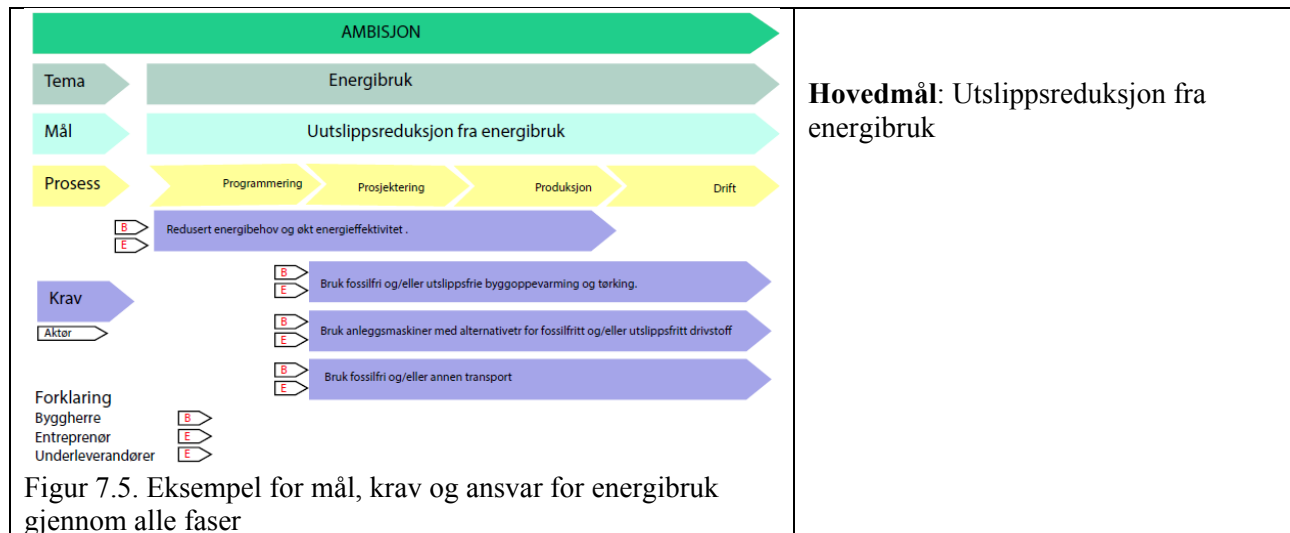 AMBISJON
Tema
Energibruk
Mål
Uutslippsreduksjon fra energibruk
Prosess
Programmering
Prosjektering
Produksjon
Drift
B
E
Redusert energibehov og økt energieffektivitet .
B
E
Bruk fossilfri og/eller utslippsfrie byggoppevarming og tørking.
Krav
Aktør
B
E
Bruk anleggsmaskiner med alternativetr for fossilfritt og/eller utslippsfritt drivstoff
B
E
Bruk fossilfri og/eller annen transport
Forklaring
Byggherre B
Entreprenør E
Underleverandører E
Figur 7.5. Eksempel for mål, krav og ansvar for energibruk
gjennom alle faser
Hovedmål: Utslippsreduksjon fra
energibruk